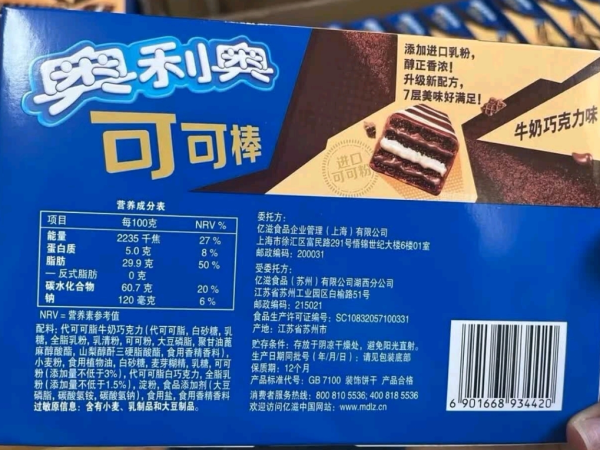 奥利奥
可可棒
添加进口乳粉，
醇正香浓！
升级新配方，
7层美味好满足！
牛奶巧克力味
进口
可可粉
营养成分表
项目 每100克 NRV %
能量 2235 千焦 27 %
蛋白质 5.0 克 8 %
脂肪 29.9 克 50 %
— 反式脂肪 0 克
碳水化合物 60.7 克 20 %
钠 120 毫克 6 %
NRV = 营养素参考值
配料: 代可可脂牛奶巧克力 (代可可脂, 白砂糖, 乳
糖, 全脂乳粉, 乳清粉, 可可粉, 大豆磷脂, 聚甘油蓖
麻醇酸酯, 山梨醇酐三硬脂酸酯, 食用香精香料),
小麦粉, 食用植物油, 白砂糖, 麦芽糊精, 乳糖, 可可
粉 (添加量不低于3%), 代可可脂白巧克力, 全脂乳
粉 (添加量不低于1.5%), 淀粉, 食品添加剂 (大豆
磷脂, 碳酸氢铵, 碳酸氢钠), 食用盐, 食用香精香料
过敏原信息: 含有小麦、乳制品和大豆制品。
委托方:
亿滋食品企业管理 (上海) 有限公司
上海市徐汇区富民路291号悟锦世纪大楼6楼01室
邮政编码: 200031
受委托方:
亿滋食品 (苏州) 有限公司湖西分公司
江苏省苏州工业园区白榆路51号
邮政编码: 215021
食品生产许可证编号: SC10832057100331
产地: 江苏省苏州市
贮存条件: 存放于阴凉干燥处, 避免阳光直射。
生产日期同批号 (年/月/日): 请见包装底部
保质期: 12个月
产品标准代号: GB 7100 装饰饼干 产品合格
消费者服务热线: 800 810 5536; 400 818 5536
欢迎访问亿滋中国网站: www.mdlz.cn
6 901668 934420